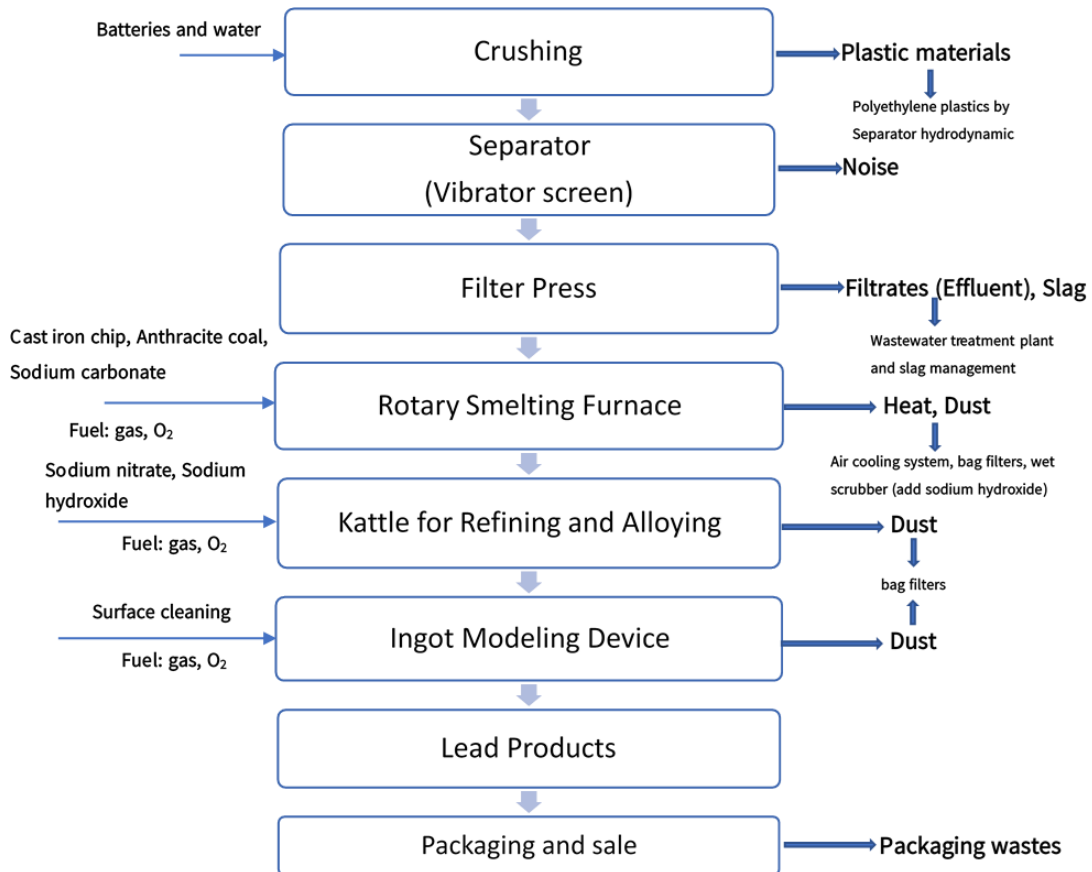 Batteries and water
Crushing
Plastic materials
Polyethylene plastics by
Separator hydrodynamic
Separator
(Vibrator screen)
Noise
Filter Press
Filtrates (Effluent), Slag
Wastewater treatment plant
and slag management
Cast iron chip, Anthracite coal,
Sodium carbonate
Fuel: gas, O₂
Rotary Smelting Furnace
Heat, Dust
Air cooling system, bag filters, wet
scrubber (add sodium hydroxide)
Sodium nitrate, Sodium
hydroxide
Fuel: gas, O₂
Kattle for Refining and Alloying
Dust
bag filters
Surface cleaning
Fuel: gas, O₂
Ingot Modeling Device
Dust
Lead Products
Packaging and sale
Packaging wastes